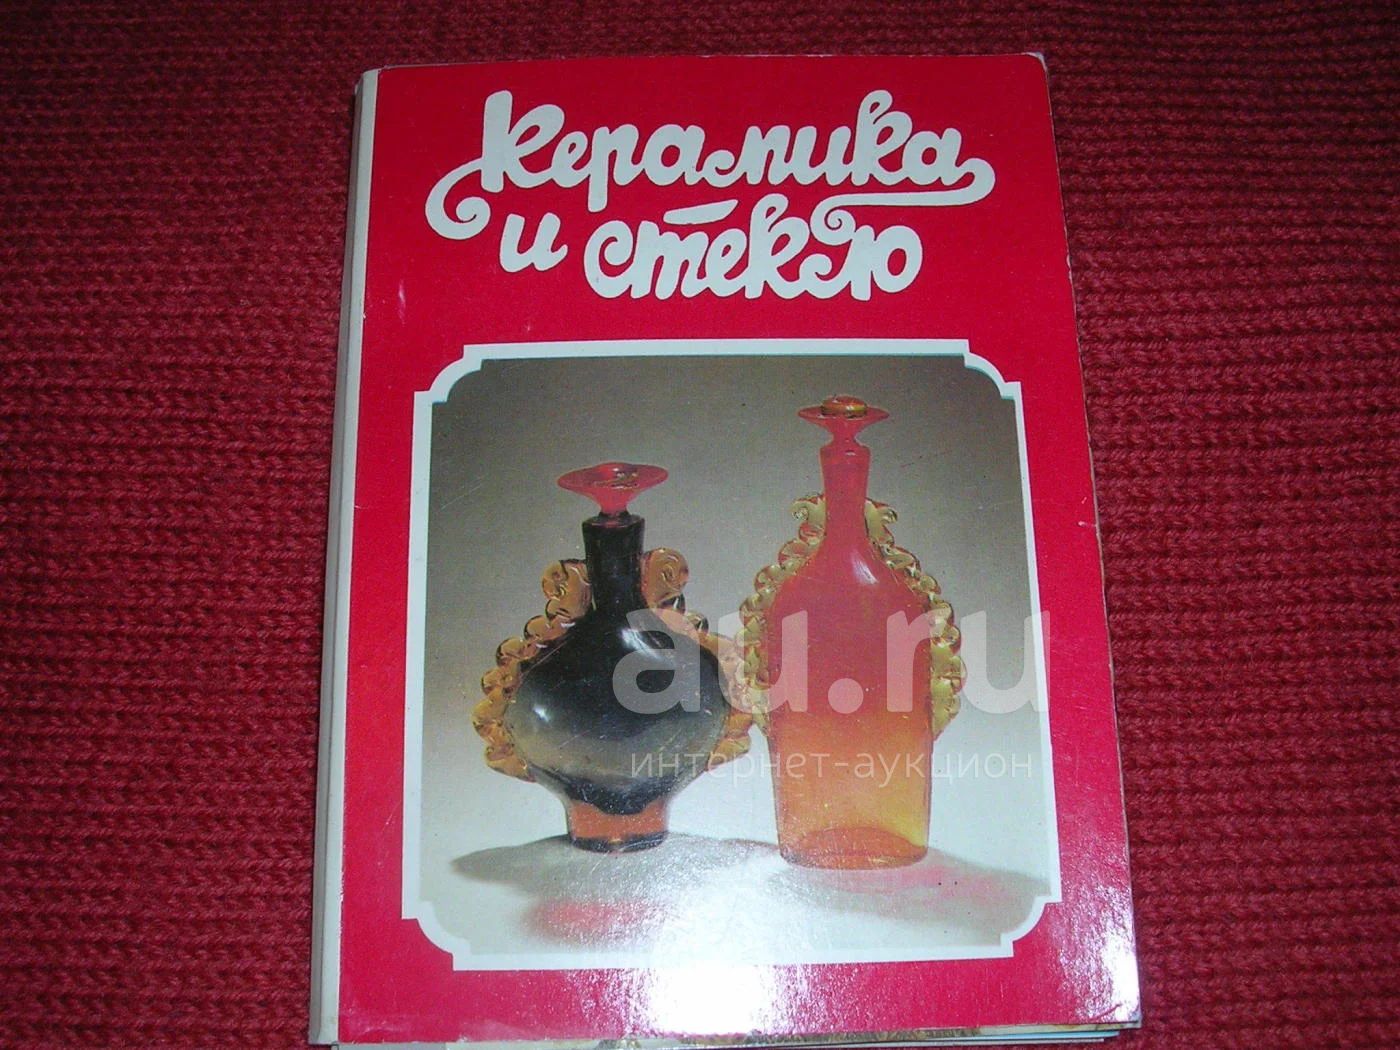 Керамика
и стекло
au.ru
интернет-аукцион